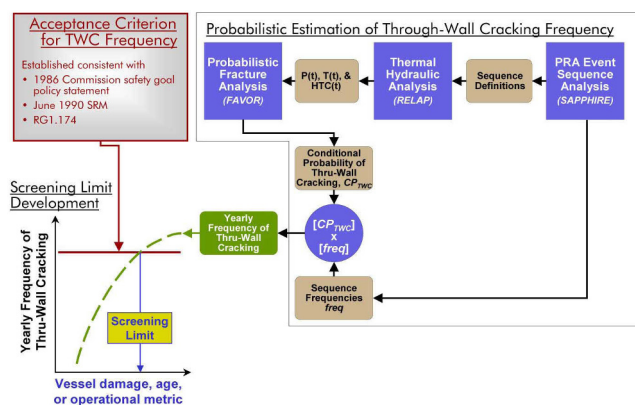 Acceptance Criterion
for TWC Frequency
Established consistent with
• 1986 Commission safety goal
policy statement
• June 1990 SRM
• RG1.174
Probabilistic Estimation of Through-Wall Cracking Frequency
Probabilistic
Fracture
Analysis
(FAVOR)
P(t), T(t), &
HTC(t)
Thermal
Hydraulic
Analysis
(RELAP)
Sequence
Definitions
PRA Event
Sequence
Analysis
(SAPPHIRE)
Conditional
Probability of
Thru-Wall
Cracking, CPTWC
[CPTWC]
x
[freq]
Sequence
Frequencies
freq
Yearly
Frequency of
Thru-Wall
Cracking
Screening Limit
Development
Yearly Frequency of
Thru-Wall Cracking
Screening
Limit
Vessel damage, age,
or operational metric